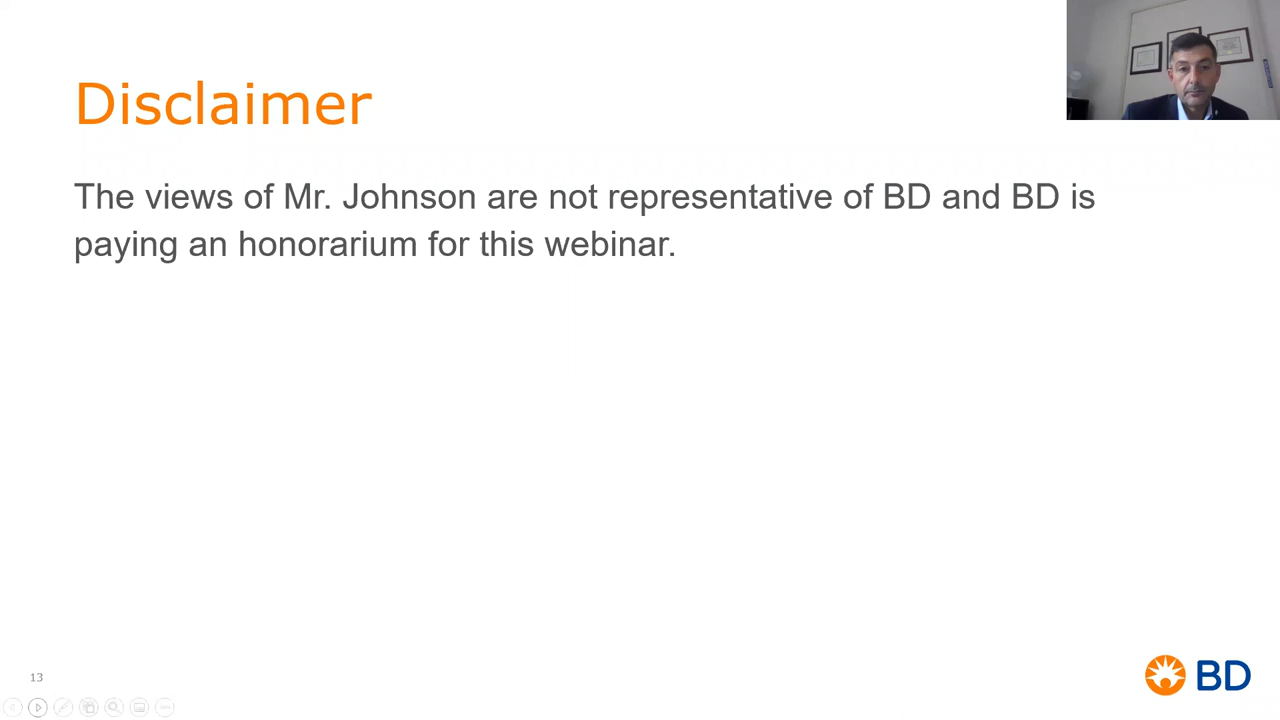 Disclaimer
The views of Mr. Johnson are not representative of BD and BD is
paying an honorarium for this webinar.
13
BD